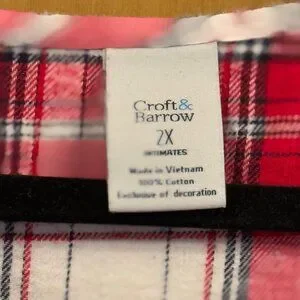 Croft&
Barrow
2X
INTIMATES
Made in Vietnam
100% Cotton
Exclusive of decoration